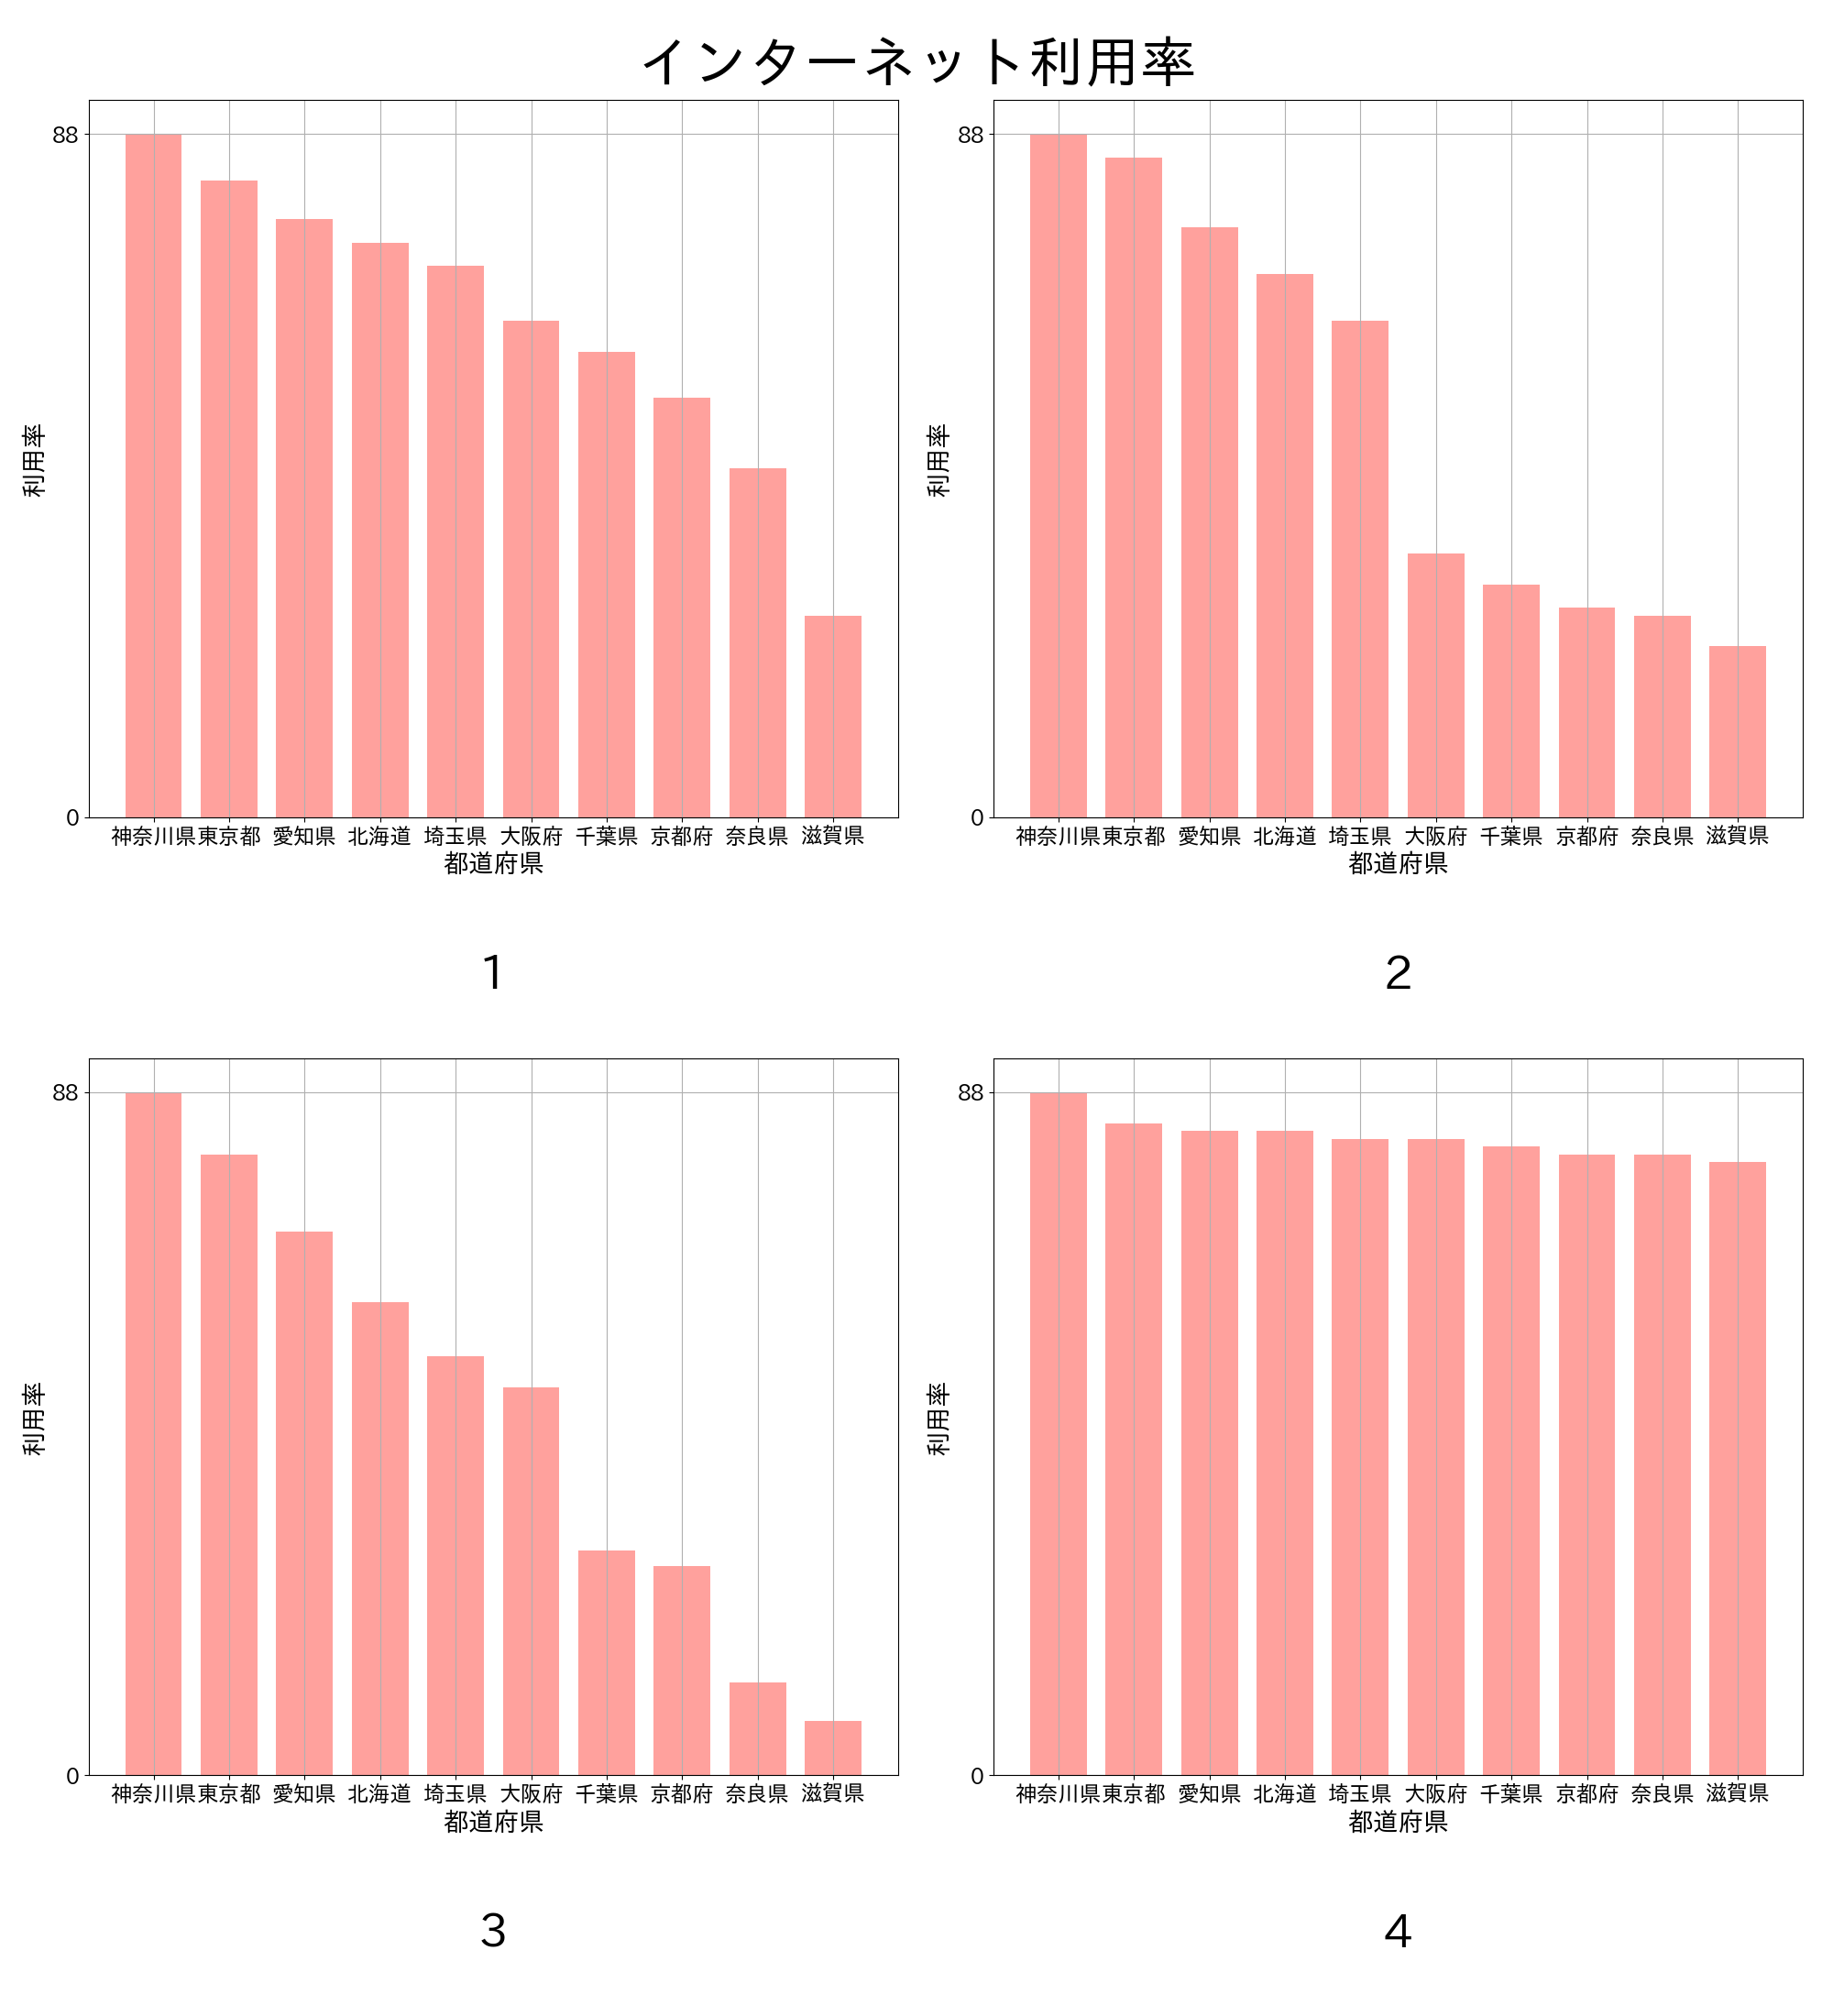 インターネット利用率
88
0
利用率
神奈川県 東京都 愛知県 北海道 埼玉県 大阪府 千葉県 京都府 奈良県 滋賀県
都道府県
1
88
0
利用率
神奈川県 東京都 愛知県 北海道 埼玉県 大阪府 千葉県 京都府 奈良県 滋賀県
都道府県
2
88
0
利用率
神奈川県 東京都 愛知県 北海道 埼玉県 大阪府 千葉県 京都府 奈良県 滋賀県
都道府県
3
88
0
利用率
神奈川県 東京都 愛知県 北海道 埼玉県 大阪府 千葉県 京都府 奈良県 滋賀県
都道府県
4